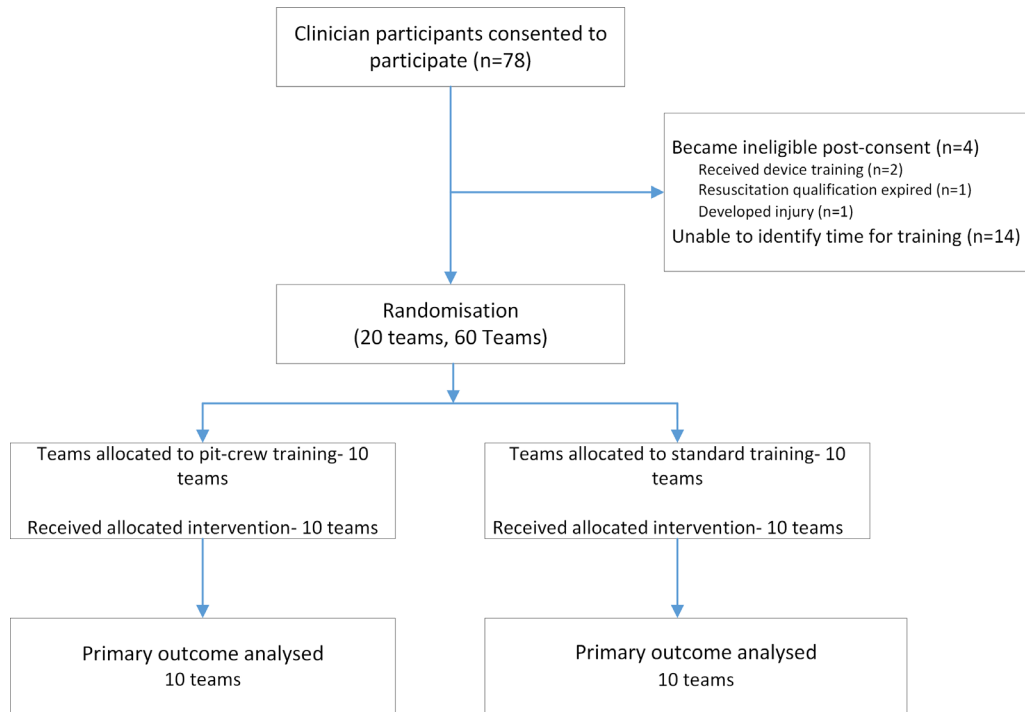 Clinician participants consented to
participate (n=78)
Became ineligible post-consent (n=4)
Received device training (n=2)
Resuscitation qualification expired (n=1)
Developed injury (n=1)
Unable to identify time for training (n=14)
Randomisation
(20 teams, 60 Teams)
Teams allocated to pit-crew training- 10
teams
Received allocated intervention- 10 teams
Teams allocated to standard training- 10
teams
Received allocated intervention- 10 teams
Primary outcome analysed
10 teams
Primary outcome analysed
10 teams